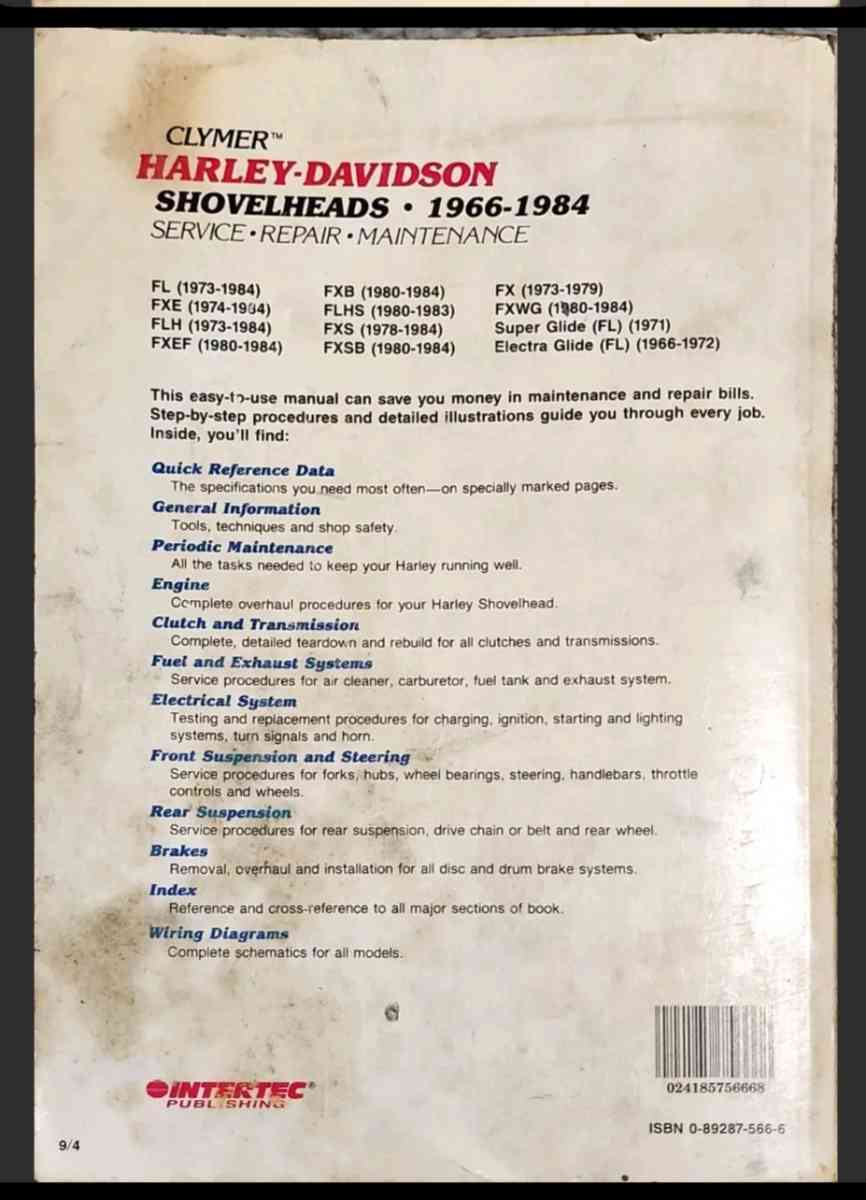 CLYMER™
HARLEY-DAVIDSON
SHOVELHEADS • 1966-1984
SERVICE • REPAIR • MAINTENANCE
FL (1973-1984)
FXE (1974-1984)
FLH (1973-1984)
FXEF (1980-1984)
FXB (1980-1984)
FLHS (1980-1983)
FXS (1978-1984)
FXSB (1980-1984)
FX (1973-1979)
FXWG (1980-1984)
Super Glide (FL) (1971)
Electra Glide (FL) (1966-1972)
This easy-to-use manual can save you money in maintenance and repair bills.
Step-by-step procedures and detailed illustrations guide you through every job.
Inside, you'll find:
Quick Reference Data
The specifications you need most often—on specially marked pages.
General Information
Tools, techniques and shop safety.
Periodic Maintenance
All the tasks needed to keep your Harley running well.
Engine
Complete overhaul procedures for your Harley Shovelhead.
Clutch and Transmission
Complete, detailed teardown and rebuild for all clutches and transmissions.
Fuel and Exhaust Systems
Service procedures for air cleaner, carburetor, fuel tank and exhaust system.
Electrical System
Testing and replacement procedures for charging, ignition, starting and lighting
systems, turn signals and horn.
Front Suspension and Steering
Service procedures for forks, hubs, wheel bearings, steering, handlebars, throttle
controls and wheels.
Rear Suspension
Service procedures for rear suspension, drive chain or belt and rear wheel.
Brakes
Removal, overhaul and installation for all disc and drum brake systems.
Index
Reference and cross-reference to all major sections of book.
Wiring Diagrams
Complete schematics for all models.
INTERTEC®
PUBLISHING
024185756668
ISBN 0-89287-566-6
9/4